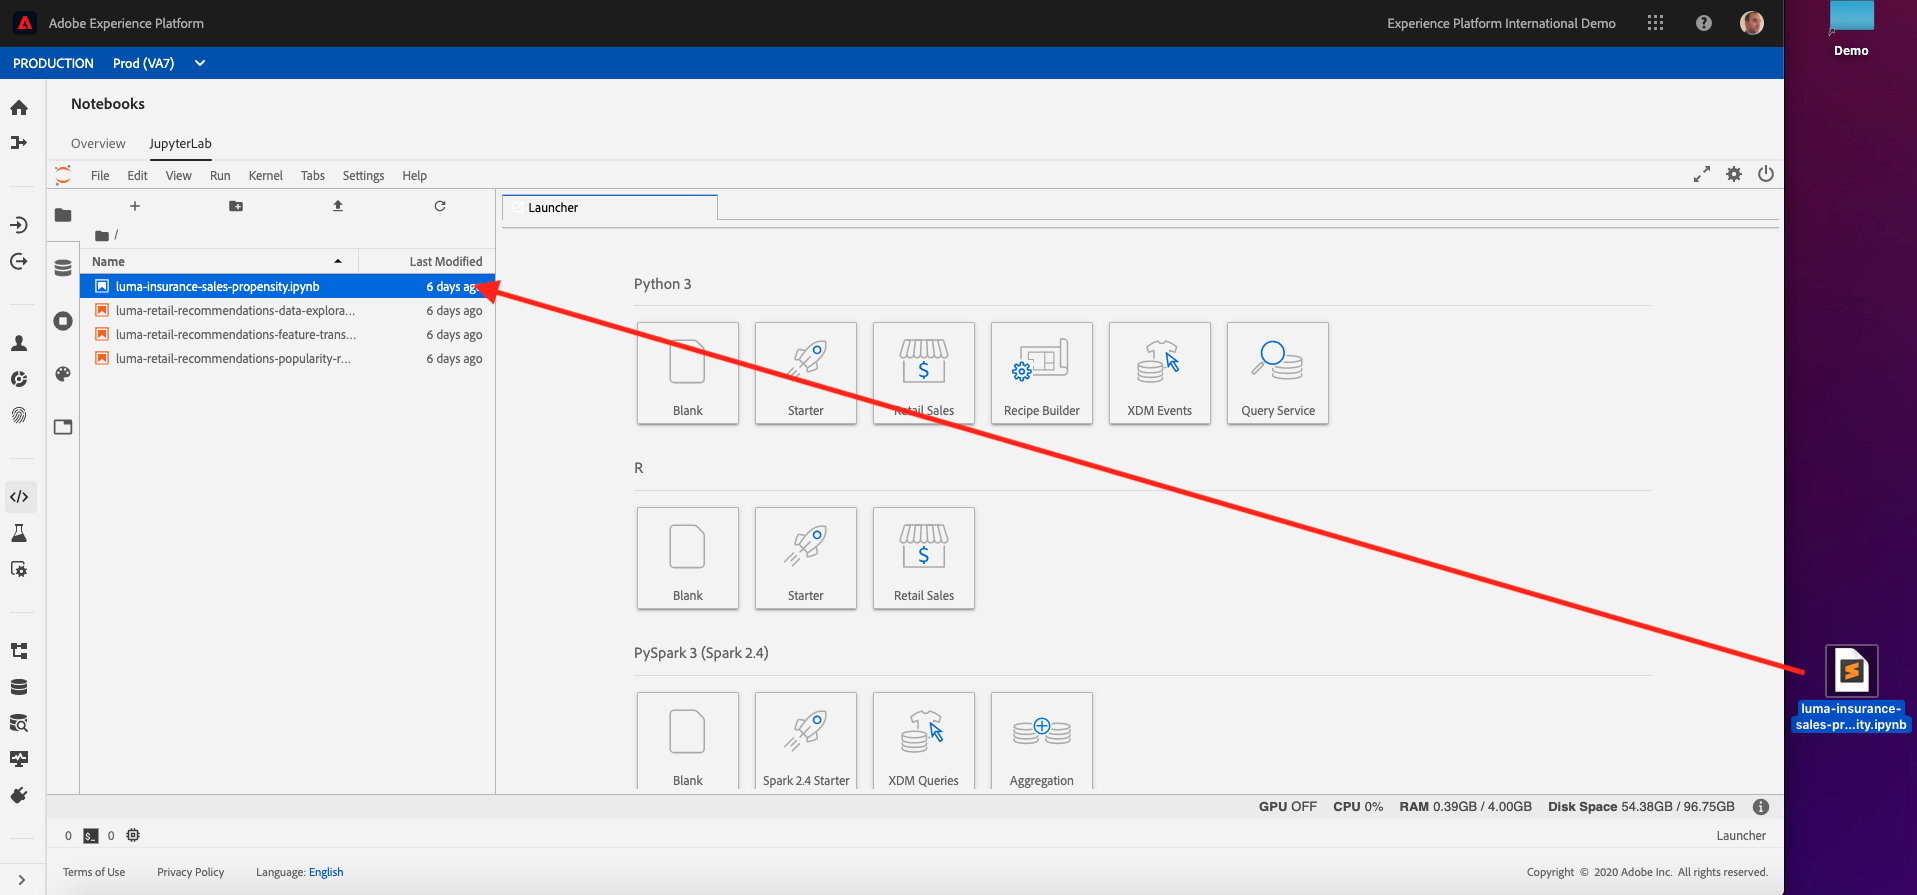 Adobe Experience Platform
Experience Platform International Demo
Demo
PRODUCTION Prod (VA7)
Notebooks
Overview JupyterLab
File Edit View Run Kernel Tabs Settings Help
Launcher
/
Name Last Modified
luma-insurance-sales-propensity.ipynb 6 days ago
luma-retail-recommendations-data-explora... 6 days ago
luma-retail-recommendations-feature-trans... 6 days ago
luma-retail-recommendations-popularity-r... 6 days ago
Python 3
Blank Starter Retail Sales Recipe Builder XDM Events Query Service
R
Blank Starter Retail Sales
PySpark 3 (Spark 2.4)
Blank Spark 2.4 Starter XDM Queries Aggregation
luma-insurance-
sales-pr...ity.ipynb
GPU OFF CPU 0% RAM 0.39GB / 4.00GB Disk Space 54.38GB / 96.75GB
0 $_ 0 Launcher
Terms of Use Privacy Policy Language: English Copyright © 2020 Adobe Inc. All rights reserved.